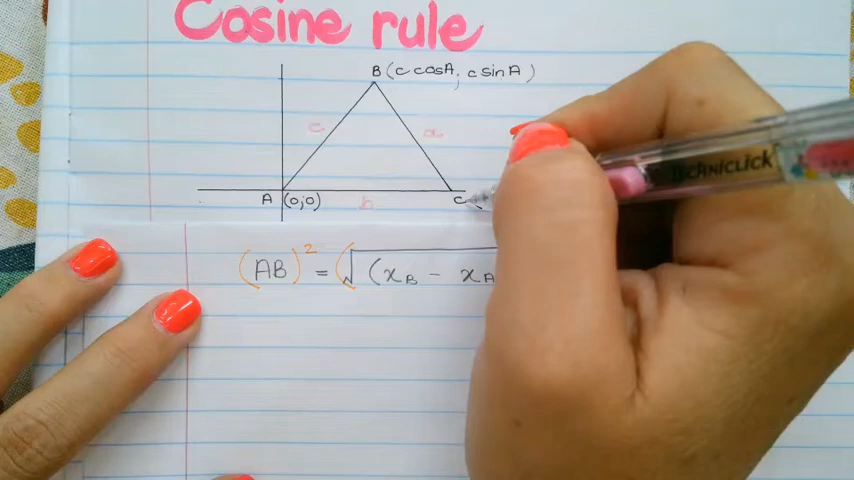 Cosine rule
B (c cosA; c sinA)
c
a
A (0;0)
b
C
(AB)² = (√(x_B - x_A
TECHNICLICK